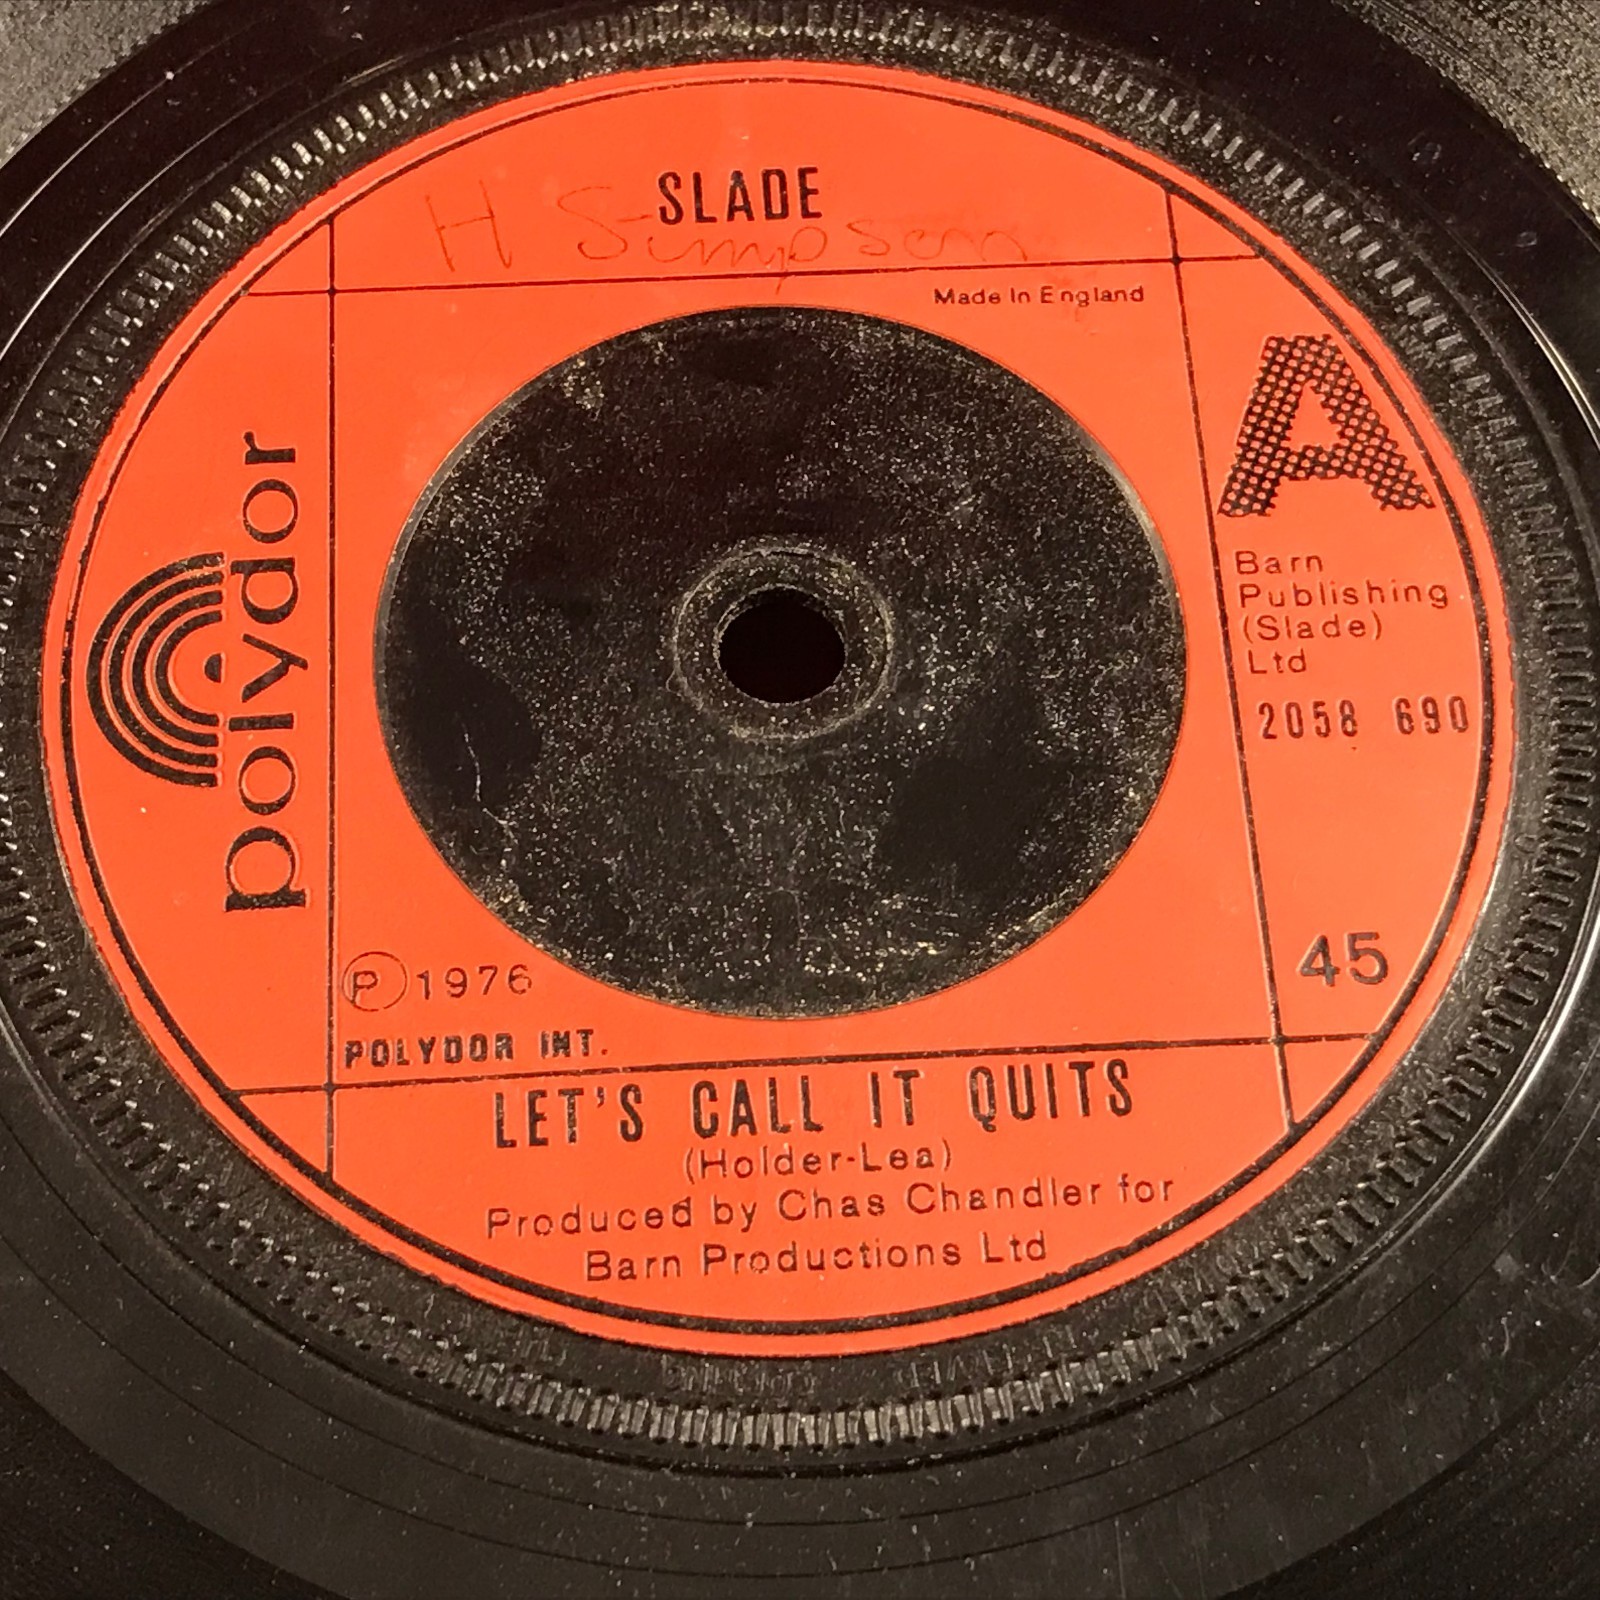 SLADE
H Simpson
Made In England
A
polydor
Barn
Publishing
(Slade)
Ltd
2058 690
45
℗ 1976
POLYDOR INT.
LET'S CALL IT QUITS
(Holder-Lea)
Produced by Chas Chandler for
Barn Productions Ltd